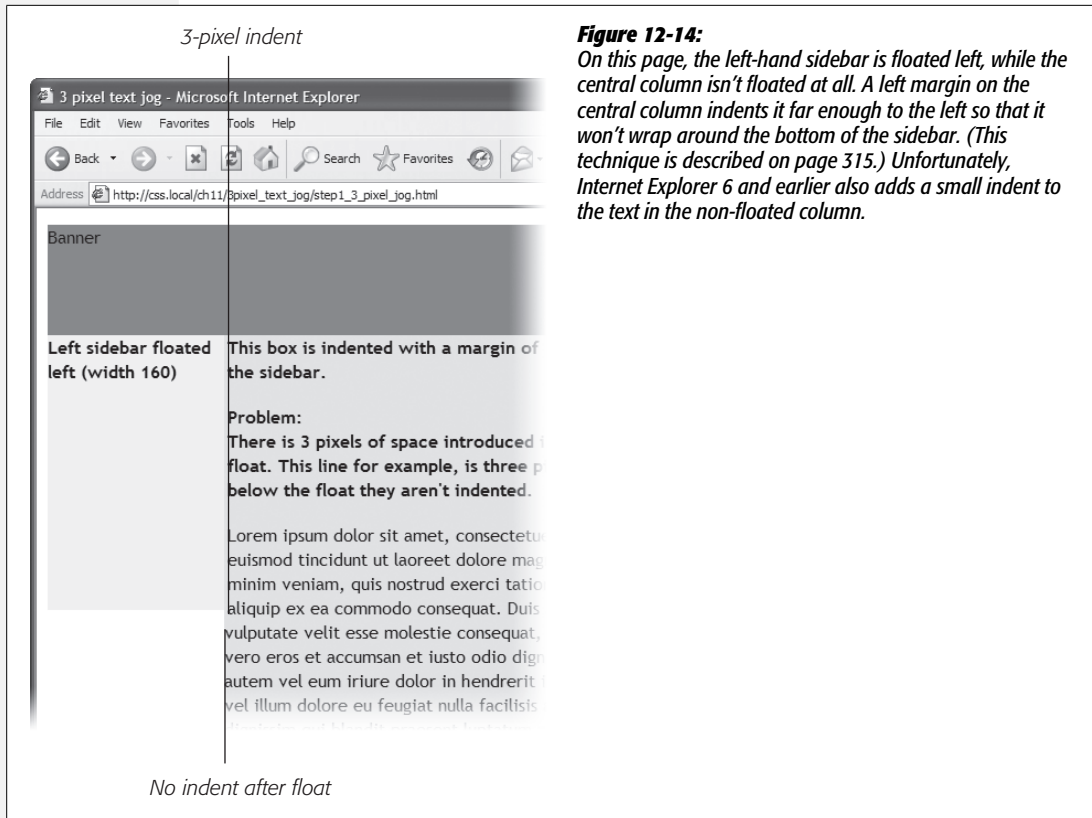 3-pixel indent
Figure 12-14:
On this page, the left-hand sidebar is floated left, while the
central column isn't floated at all. A left margin on the
central column indents it far enough to the left so that it
won't wrap around the bottom of the sidebar. (This
technique is described on page 315.) Unfortunately,
Internet Explorer 6 and earlier also adds a small indent to
the text in the non-floated column.
3 pixel text jog - Microsoft Internet Explorer
File Edit View Favorites Tools Help
Back Search Favorites
Address http://css.local/ch11/3pixel_text_jog/step1_3_pixel_jog.html
Banner
Left sidebar floated
left (width 160)
This box is indented with a margin of
the sidebar.
Problem:
There is 3 pixels of space introduced
float. This line for example, is three
below the float they aren't indented.
Lorem ipsum dolor sit amet,
euismod tincidunt ut laoreet dolore
minim veniam, quis nostrud exerci
aliquip ex ea commodo consequat. Duis
vulputate velit esse molestie consequat,
vero eros et accumsan et iusto odio
autem vel eum iriure dolor in hendrerit
vel illum dolore eu feugiat nulla facilisis
No indent after float